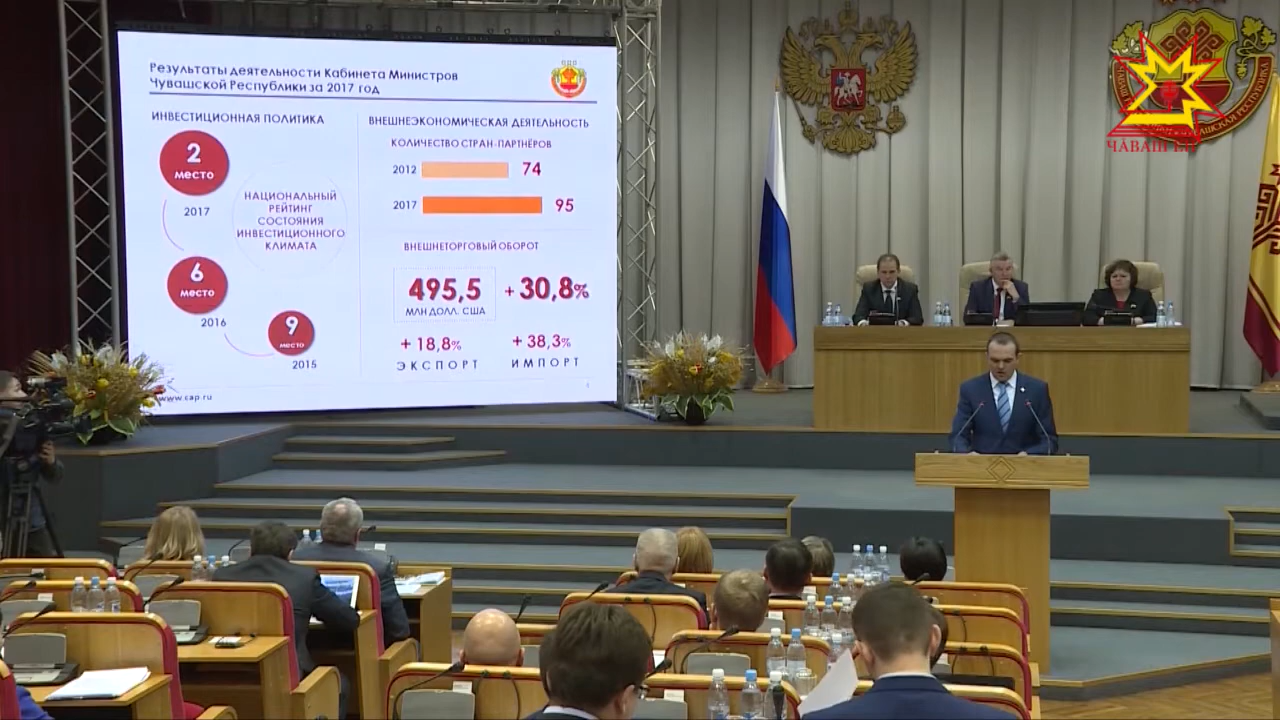 Результаты деятельности Кабинета Министров
Чувашской Республики за 2017 год
ИНВЕСТИЦИОННАЯ ПОЛИТИКА
2
место
2017
НАЦИОНАЛЬНЫЙ
РЕЙТИНГ
СОСТОЯНИЯ
ИНВЕСТИЦИОННОГО
КЛИМАТА
6
место
2016
9
место
2015
ВНЕШНЕЭКОНОМИЧЕСКАЯ ДЕЯТЕЛЬНОСТЬ
КОЛИЧЕСТВО СТРАН-ПАРТНЁРОВ
2012 74
2017 95
ВНЕШНЕТОРГОВЫЙ ОБОРОТ
495,5 + 30,8%
МЛН ДОЛЛ. США
+ 18,8% + 38,3%
ЭКСПОРТ ИМПОРТ
www.cap.ru
ЧӐВАШ ЕН